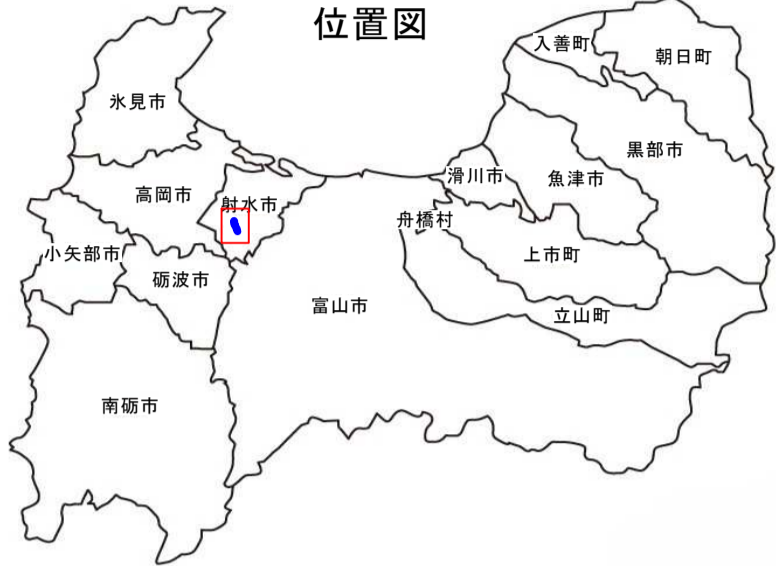 位置図
入善町
朝日町
氷見市
黒部市
滑川市
魚津市
高岡市
射水市
舟橋村
小矢部市
上市町
砺波市
富山市
立山町
南砺市